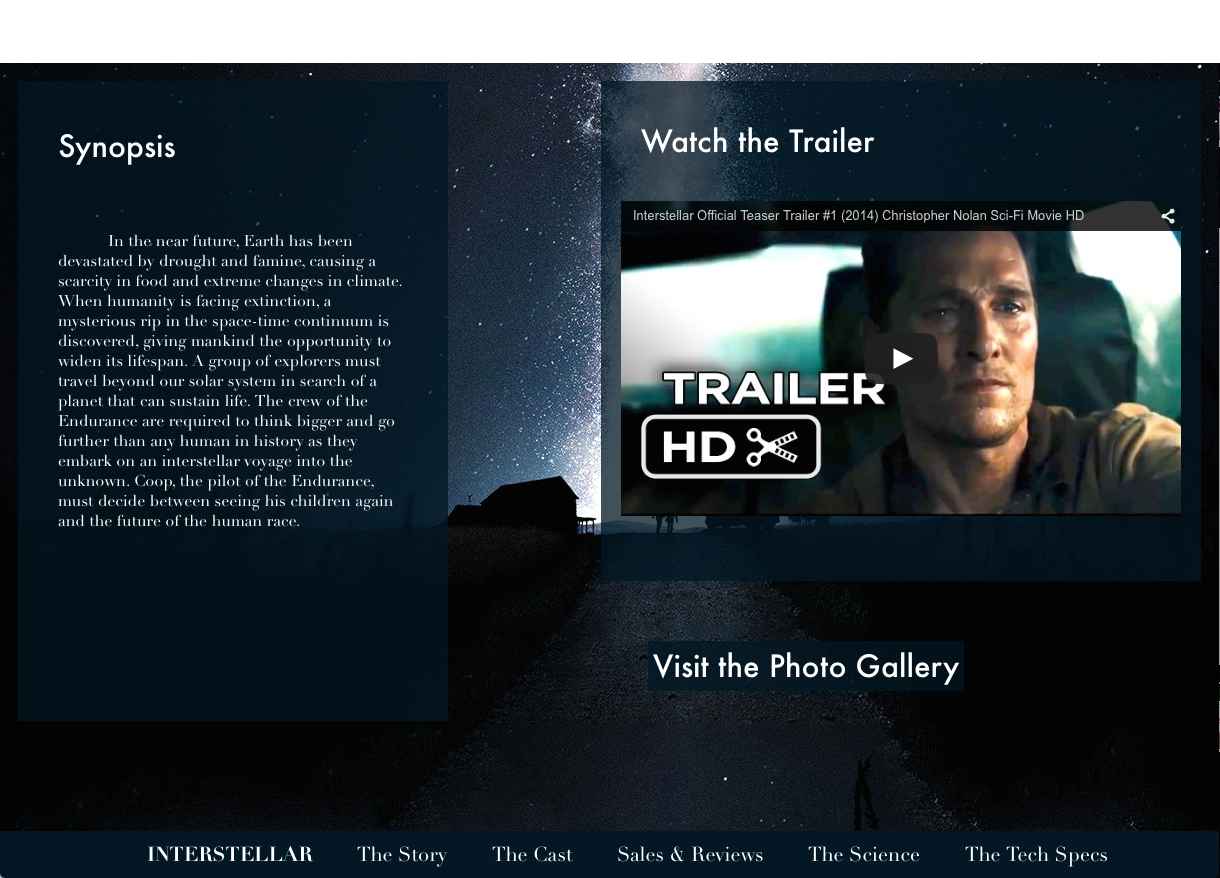 Synopsis
In the near future, Earth has been
devastated by drought and famine, causing a
scarcity in food and extreme changes in climate.
When humanity is facing extinction, a
mysterious rip in the space-time continuum is
discovered, giving mankind the opportunity to
widen its lifespan. A group of explorers must
travel beyond our solar system in search of a
planet that can sustain life. The crew of the
Endurance are required to think bigger and go
further than any human in history as they
embark on an interstellar voyage into the
unknown. Coop, the pilot of the Endurance,
must decide between seeing his children again
and the future of the human race.
Watch the Trailer
Interstellar Official Teaser Trailer #1 (2014) Christopher Nolan Sci-Fi Movie HD
TRAILER
HD
Visit the Photo Gallery
INTERSTELLAR The Story The Cast Sales & Reviews The Science The Tech Specs